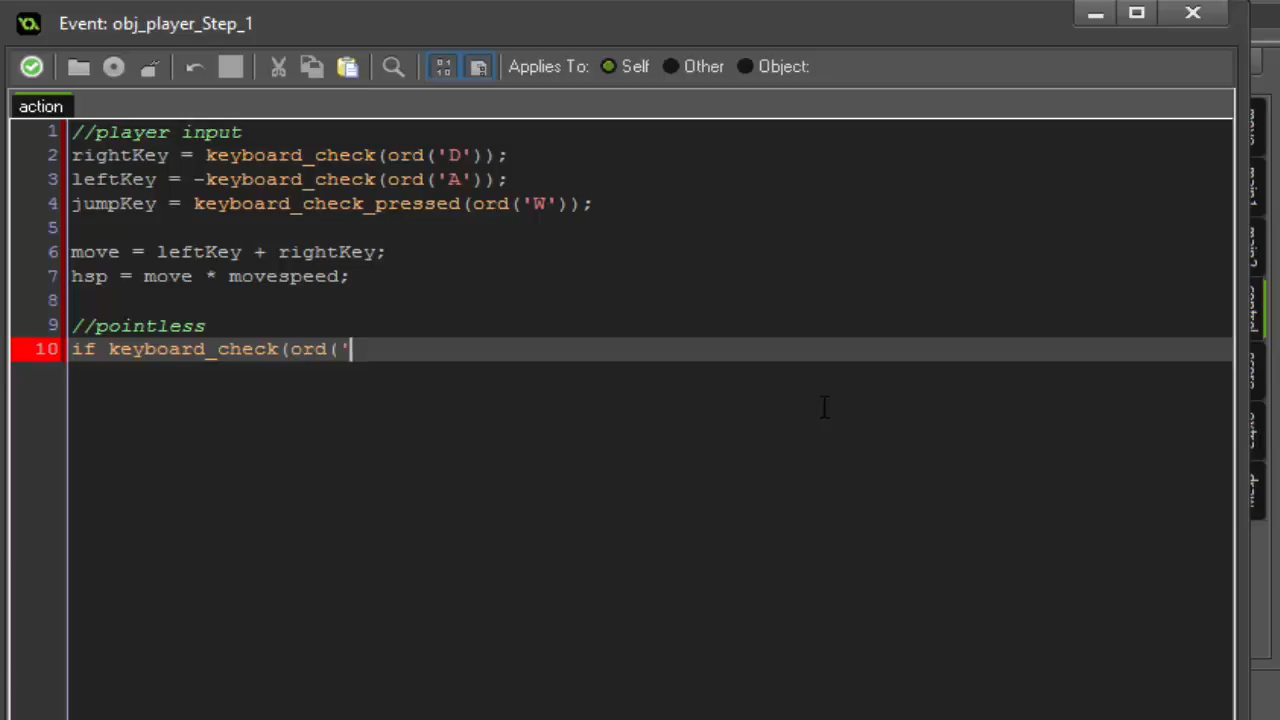 Event: obj_player_Step_1
Applies To: Self Other Object:
action
1 //player input
2 rightKey = keyboard_check(ord('D'));
3 leftKey = -keyboard_check(ord('A'));
4 jumpKey = keyboard_check_pressed(ord('W'));
5
6 move = leftKey + rightKey;
7 hsp = move * movespeed;
8
9 //pointless
10 if keyboard_check(ord('
control
draw